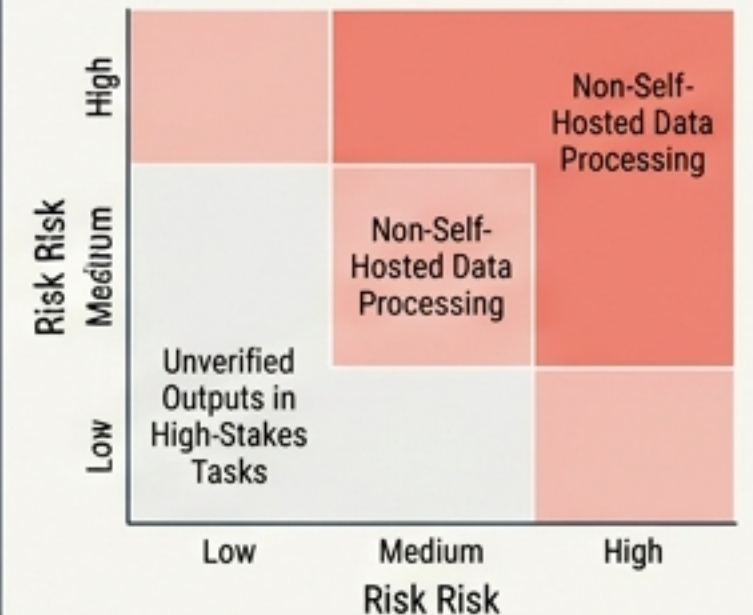 High
Non-Self-
Hosted Data
Processing
Risk Risk
Medium
Non-Self-
Hosted Data
Processing
Unverified
Outputs in
High-Stakes
Tasks
Low
Low
Medium
High
Risk Risk